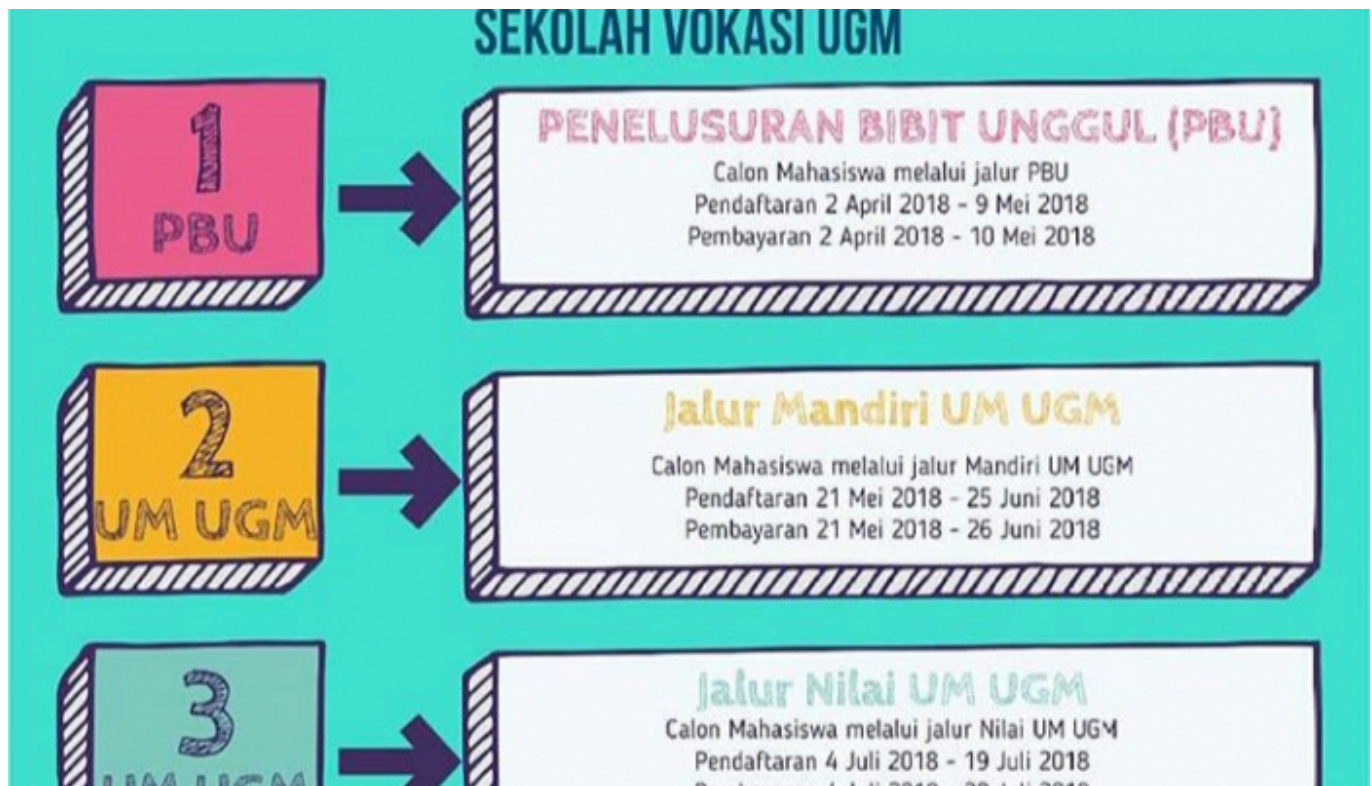 SEKOLAH VOKASI UGM
1
PBU
PENELUSURAN BIBIT UNGGUL (PBU)
Calon Mahasiswa melalui jalur PBU
Pendaftaran 2 April 2018 - 9 Mei 2018
Pembayaran 2 April 2018 - 10 Mei 2018
2
UM UGM
Jalur Mandiri UM UGM
Calon Mahasiswa melalui jalur Mandiri UM UGM
Pendaftaran 21 Mei 2018 - 25 Juni 2018
Pembayaran 21 Mei 2018 - 26 Juni 2018
3
UM UGM
Jalur Nilai UM UGM
Calon Mahasiswa melalui jalur Nilai UM UGM
Pendaftaran 4 Juli 2018 - 19 Juli 2018